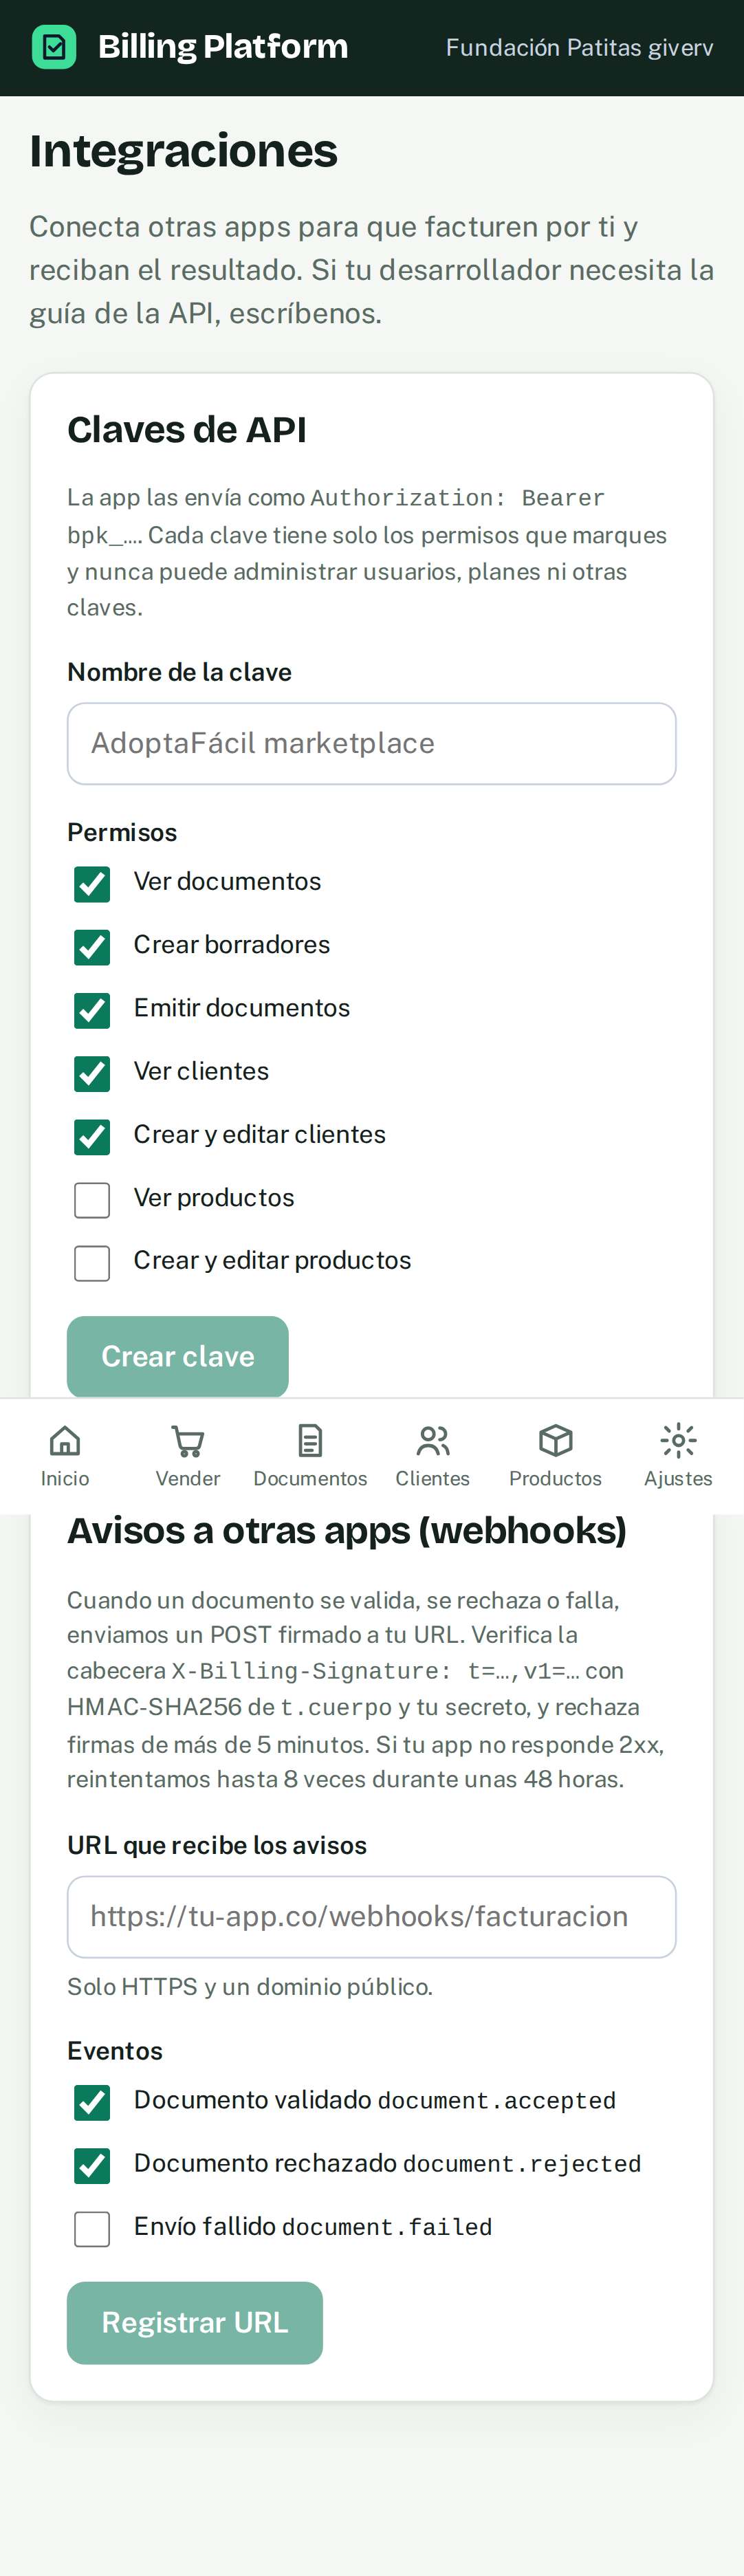 Billing Platform
Fundación Patitas giverv
Integraciones
Conecta otras apps para que facturen por ti y
reciban el resultado. Si tu desarrollador necesita la
guía de la API, escríbenos.
Claves de API
La app las envía como Authorization: Bearer
bpk_…. Cada clave tiene solo los permisos que marques
y nunca puede administrar usuarios, planes ni otras
claves.
Nombre de la clave
AdoptaFácil marketplace
Permisos
Ver documentos
Crear borradores
Emitir documentos
Ver clientes
Crear y editar clientes
Ver productos
Crear y editar productos
Crear clave
Inicio
Vender
Documentos
Clientes
Productos
Ajustes
Avisos a otras apps (webhooks)
Cuando un documento se valida, se rechaza o falla,
enviamos un POST firmado a tu URL. Verifica la
cabecera X-Billing-Signature: t=…,v1=… con
HMAC-SHA256 de t.cuerpo y tu secreto, y rechaza
firmas de más de 5 minutos. Si tu app no responde 2xx,
reintentamos hasta 8 veces durante unas 48 horas.
URL que recibe los avisos
https://tu-app.co/webhooks/facturacion
Solo HTTPS y un dominio público.
Eventos
Documento validado document.accepted
Documento rechazado document.rejected
Envío fallido document.failed
Registrar URL